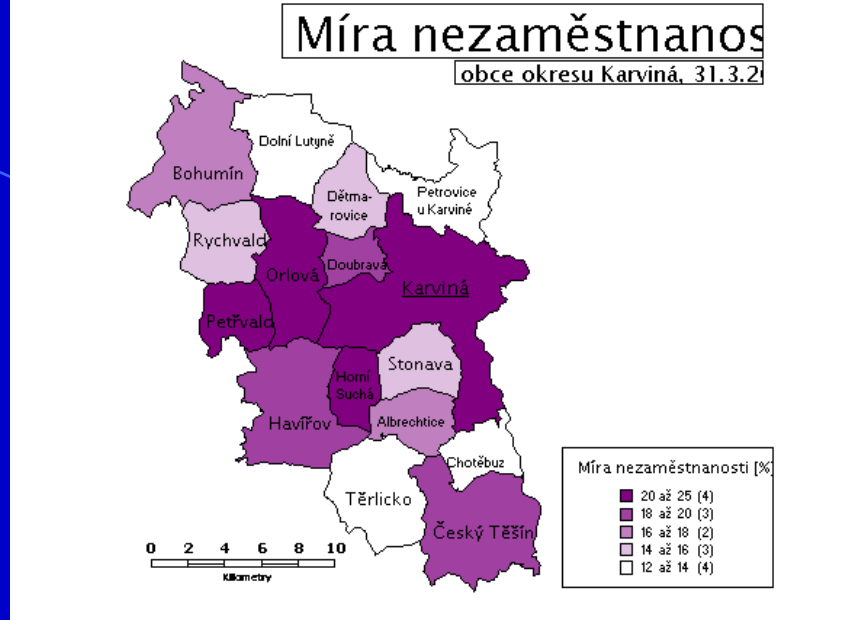 Míra nezaměstnanos
obce okresu Karviná, 31.3.2
Dolní Lutyně
Bohumín
Dětma-
rovice
Petrovice
u Karviné
Rychvald
Orlová
Doubrava
Karviná
Petřvald
Stonava
Horní
Suchá
Havířov
Albrechtice
Chotěbuz
Těrlicko
Český Těšín
0 2 4 6 8 10
Kilometry
Míra nezaměstnanosti [%]
20 až 25 (4)
18 až 20 (3)
16 až 18 (2)
14 až 16 (3)
12 až 14 (4)